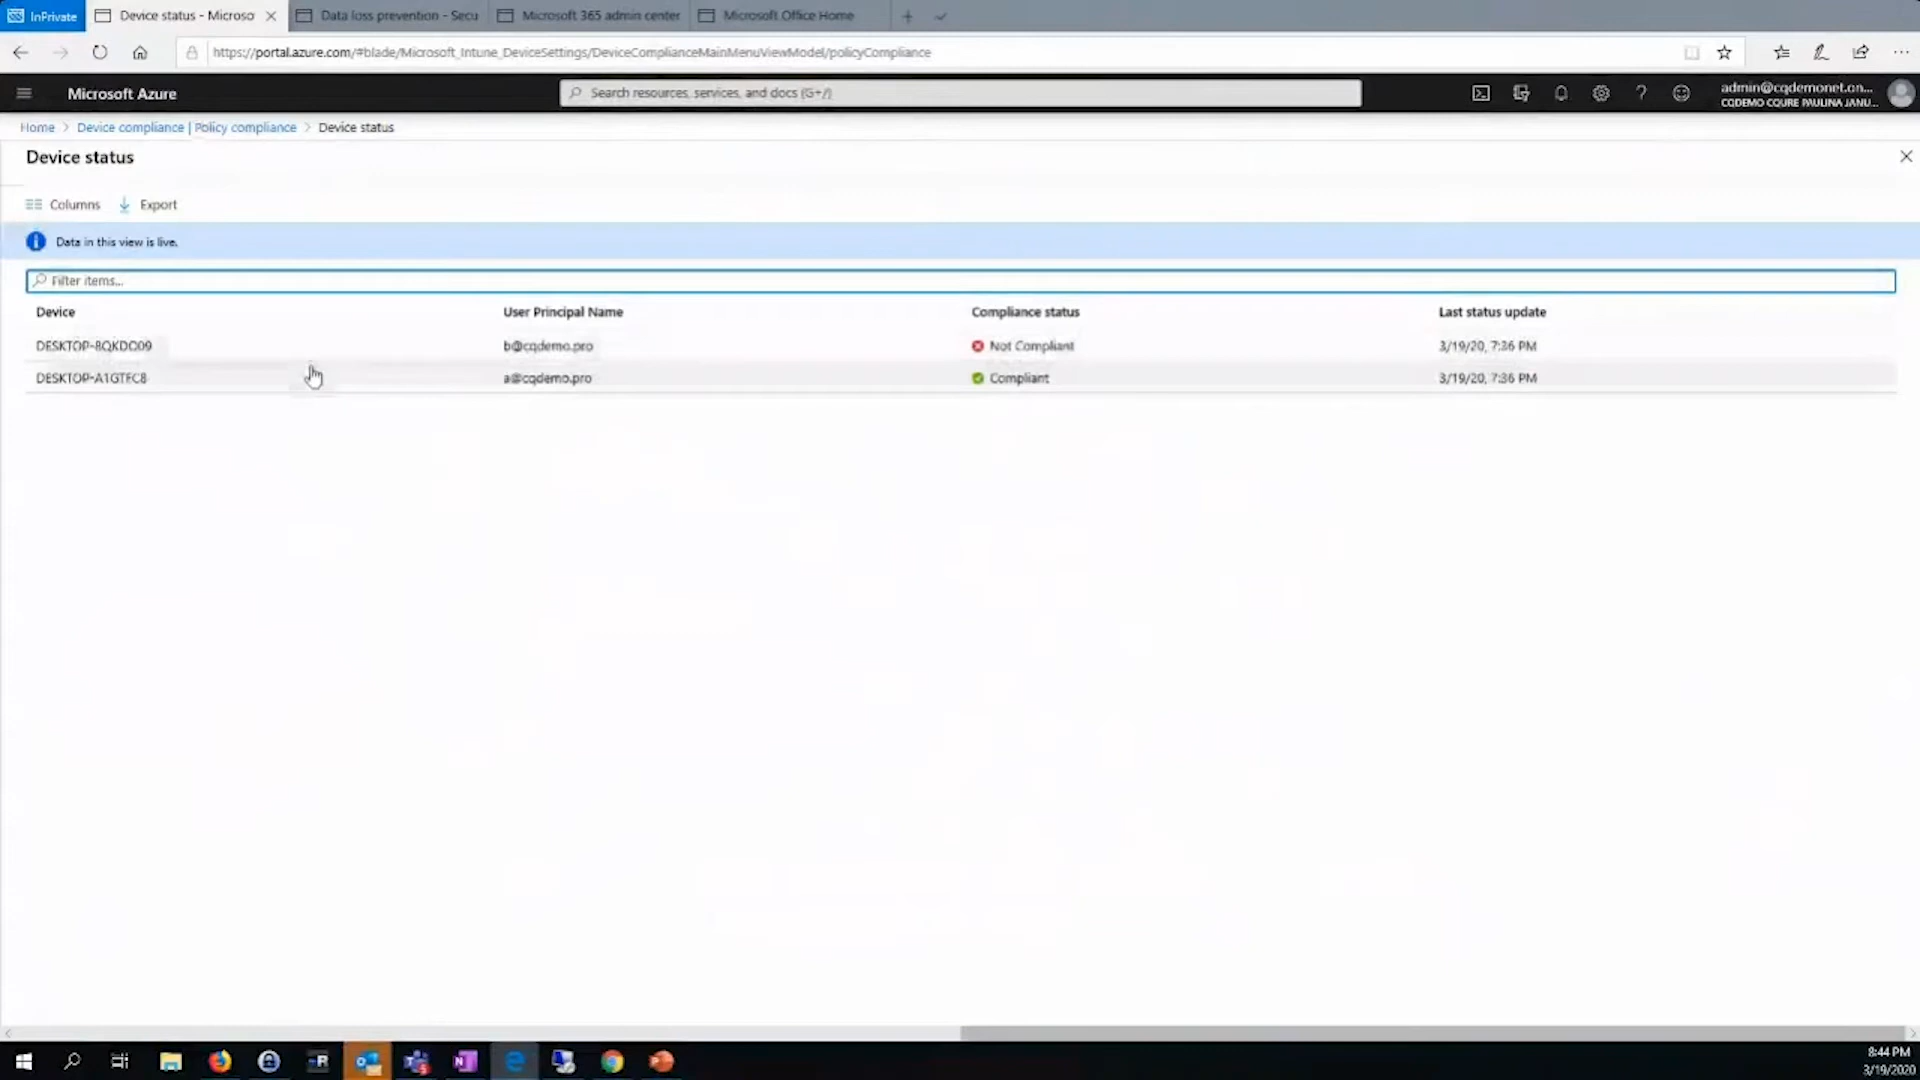 InPrivate
Device status - Microso
Data loss prevention - Secu
Microsoft 365 admin center
Microsoft Office Home
https://portal.azure.com/#blade/Microsoft_Intune_DeviceSettings/DeviceComplianceMainMenuViewModel/policyCompliance
Microsoft Azure
Search resources, services, and docs (G+/)
admin@cqdemonet.on...
CQDEMO CQURE PAULINA JANU...
Home > Device compliance | Policy compliance > Device status
Device status
Columns
Export
Data in this view is live.
Filter items...
Device User Principal Name Compliance status Last status update
b@cqdemo.pro Not Compliant 3/19/20, 7:36 PM
DESKTOP-A1GTFC8 a@cqdemo.pro Compliant 3/19/20, 7:36 PM
8:44 PM
3/19/2020